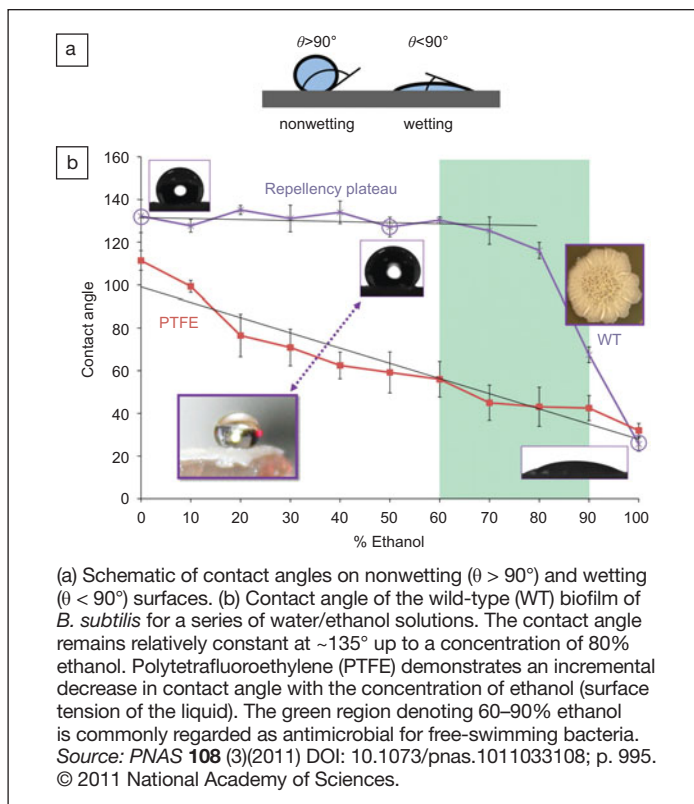 a
θ>90° θ<90°
nonwetting wetting
b
160
140
120
100
80
60
40
20
0
Contact angle
Repellency plateau
PTFE
WT
0 10 20 30 40 50 60 70 80 90 100
% Ethanol
(a) Schematic of contact angles on nonwetting (θ > 90°) and wetting
(θ < 90°) surfaces. (b) Contact angle of the wild-type (WT) biofilm of
B. subtilis for a series of water/ethanol solutions. The contact angle
remains relatively constant at ~135° up to a concentration of 80%
ethanol. Polytetrafluoroethylene (PTFE) demonstrates an incremental
decrease in contact angle with the concentration of ethanol (surface
tension of the liquid). The green region denoting 60–90% ethanol
is commonly regarded as antimicrobial for free-swimming bacteria.
Source: PNAS 108 (3)(2011) DOI: 10.1073/pnas.1011033108; p. 995.
© 2011 National Academy of Sciences.